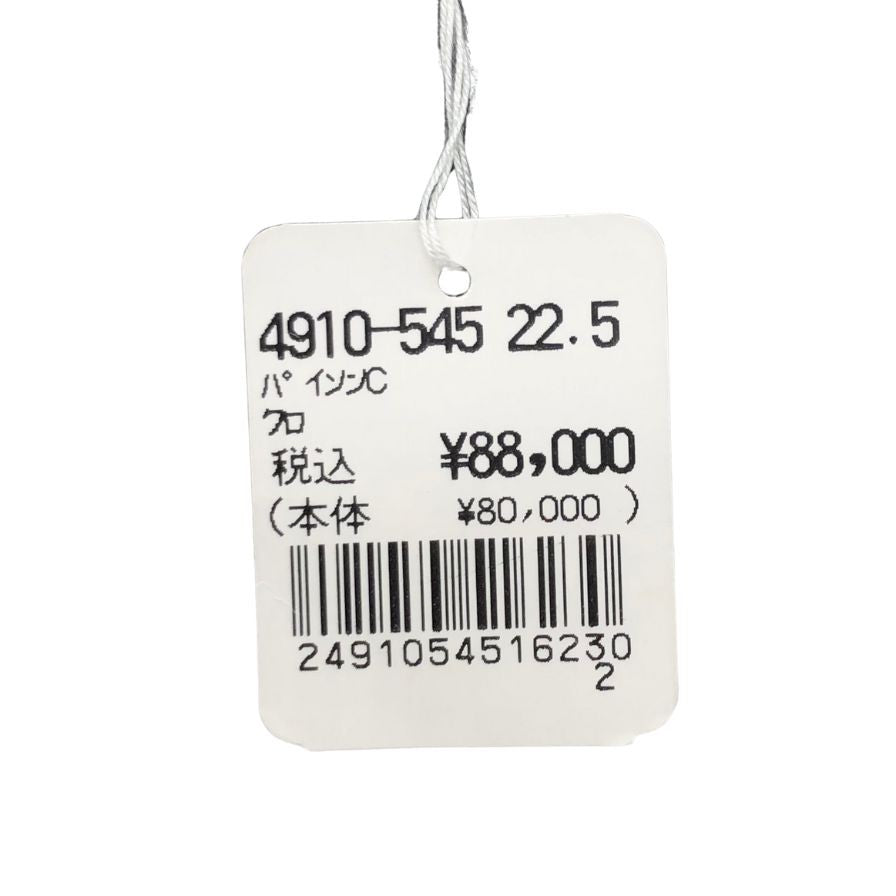 4910-545 22.5
パイソンC
クロ
税込 ¥88,000
(本体 ¥80,000 )
2491054516230
2